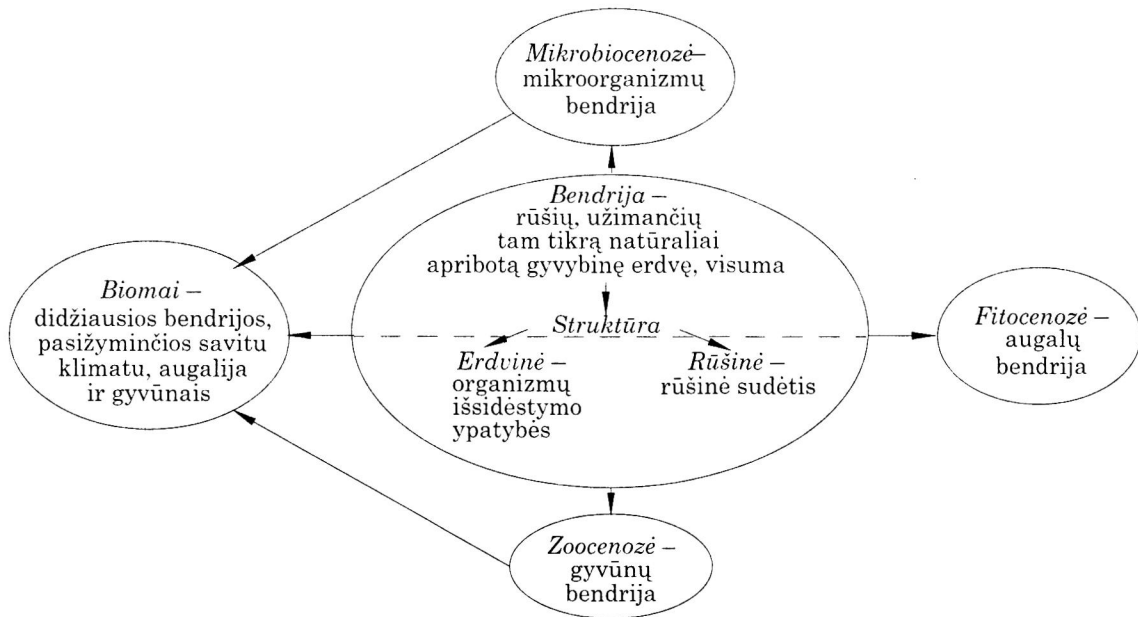 Mikrobiocenozė–
mikroorganizmų
bendrija
Bendrija –
rūšių, užimančių
tam tikrą natūraliai
apribotą gyvybinę erdvę, visuma
Struktūra
Erdvinė –
organizmų
išsidėstymo
ypatybės
Rūšinė –
rūšinė sudėtis
Biomai –
didžiausios bendrijos,
pasižyminčios savitu
klimatu, augalija
ir gyvūnais
Fitocenozė –
augalų
bendrija
Zoocenozė –
gyvūnų
bendrija